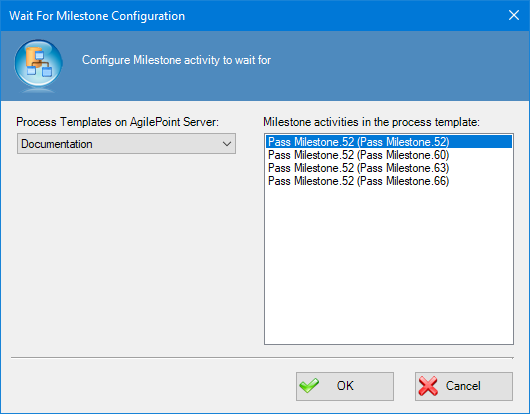 Wait For Milestone Configuration
Configure Milestone activity to wait for
Process Templates on AgilePoint Server:
Documentation
Milestone activities in the process template:
Pass Milestone.52 (Pass Milestone.52)
Pass Milestone.52 (Pass Milestone.60)
Pass Milestone.52 (Pass Milestone.63)
Pass Milestone.52 (Pass Milestone.66)
OK
Cancel